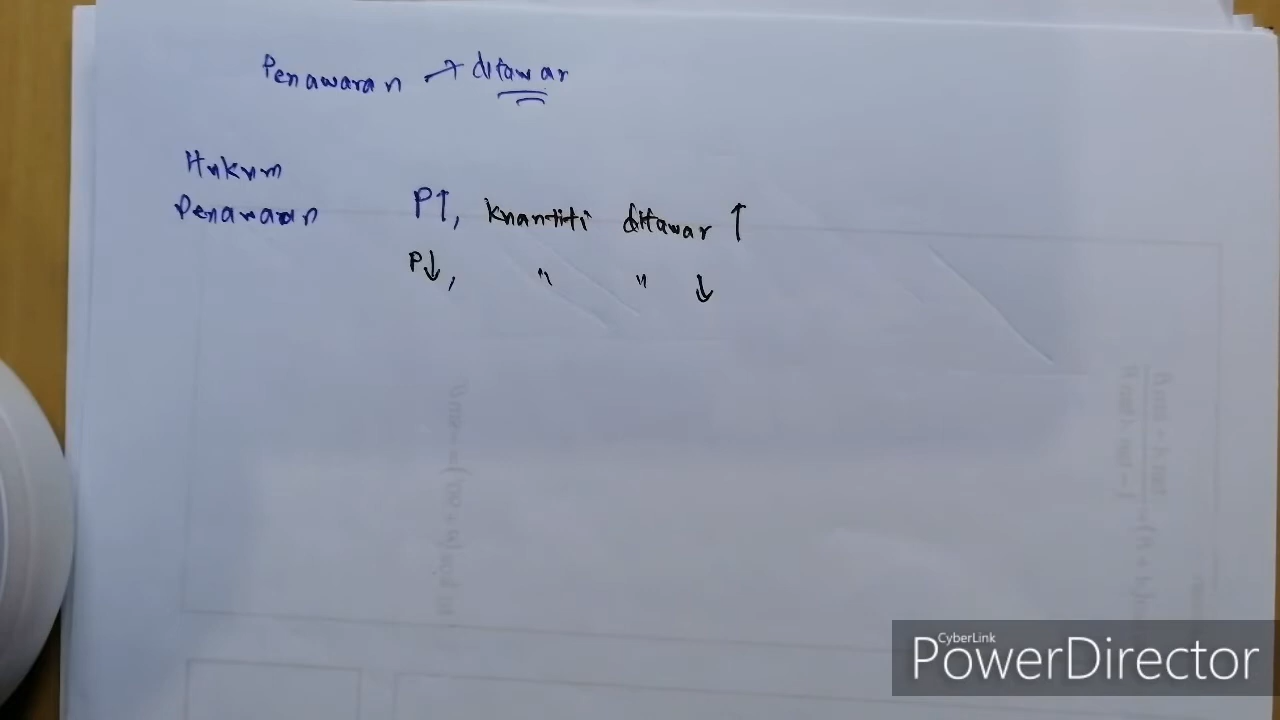 Penawaran → ditawar
Hukum
Penawaran
P↑, kuantiti ditawar ↑
P↓, " " ↓
CyberLink
PowerDirector